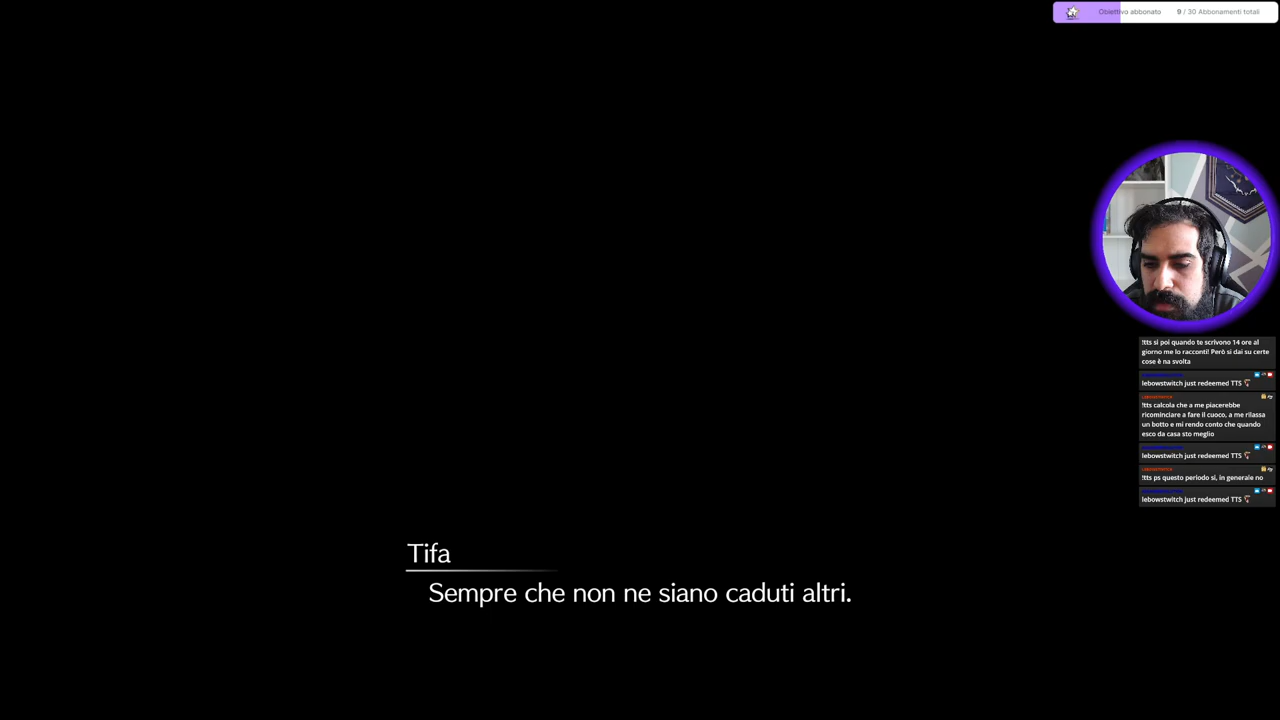 Obiettivo abbonato 9 / 30 Abbonamenti totali
!tts si poi quando te scrivono 14 ore al
giorno me lo racconti! Però si dai su certe
cose è na svolta
lebowstwitch just redeemed TTS
!tts calcola che a me piacerebbe
ricominciare a fare il cuoco, a me rilassa
un botto e mi rendo conto che quando
esco da casa sto meglio
lebowstwitch just redeemed TTS
!tts ps questo periodo si, in generale no
lebowstwitch just redeemed TTS
Tifa
Sempre che non ne siano caduti altri.